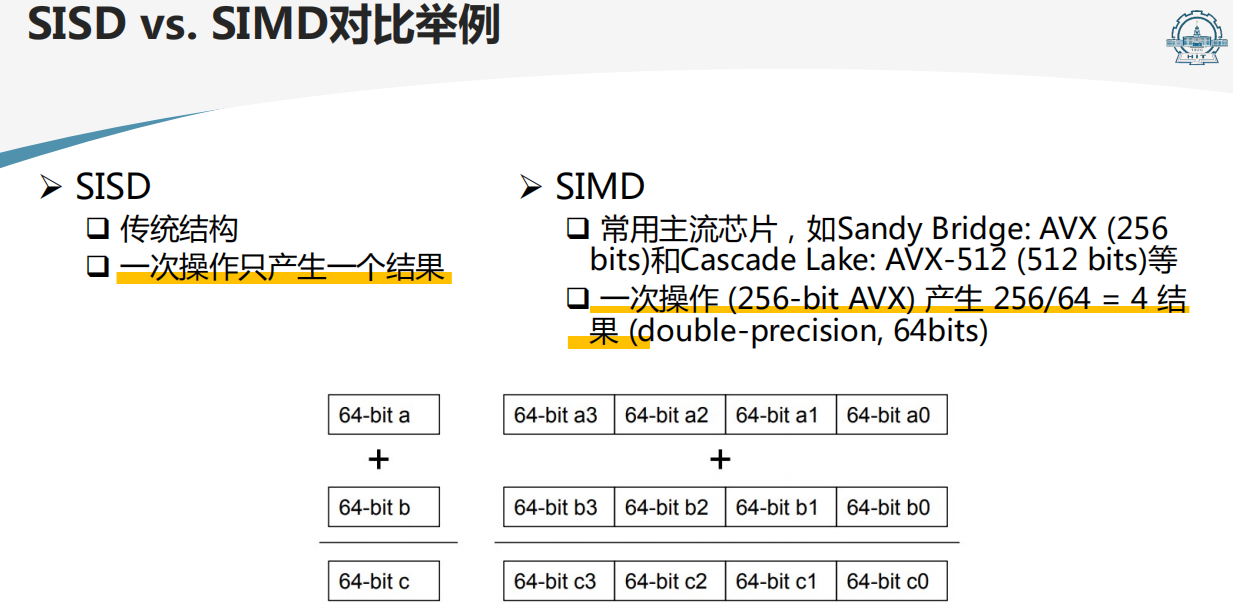 SISD vs. SIMD对比举例
HIT
➢ SISD
❑ 传统结构
❑ 一次操作只产生一个结果
➢ SIMD
❑ 常用主流芯片，如Sandy Bridge: AVX (256
bits)和Cascade Lake: AVX-512 (512 bits)等
❑ 一次操作 (256-bit AVX) 产生 256/64 = 4 结
果 (double-precision, 64bits)
64-bit a
+
64-bit b
64-bit c
64-bit a3 64-bit a2 64-bit a1 64-bit a0
+
64-bit b3 64-bit b2 64-bit b1 64-bit b0
64-bit c3 64-bit c2 64-bit c1 64-bit c0